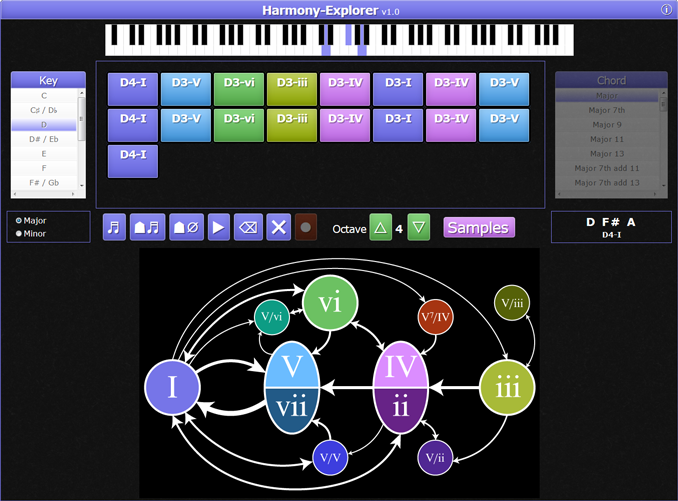 Harmony-Explorer v1.0
Key
C
C♯ / D♭
D
D# / Eb
E
F
F# / Gb
Major
Minor
D4-I D3-V D3-vi D3-iii D3-IV D3-I D3-IV D3-V
D4-I D3-V D3-vi D3-iii D3-IV D3-I D3-IV D3-V
D4-I
Chord
Major
Major 7th
Major 9
Major 11
Major 13
Major 7th add 11
Major 7th add 13
Octave 4 Samples
D F# A
D4-I
vi
V/vi
V7/IV
V/iii
I
V
vii
IV
ii
iii
V/V
V/ii